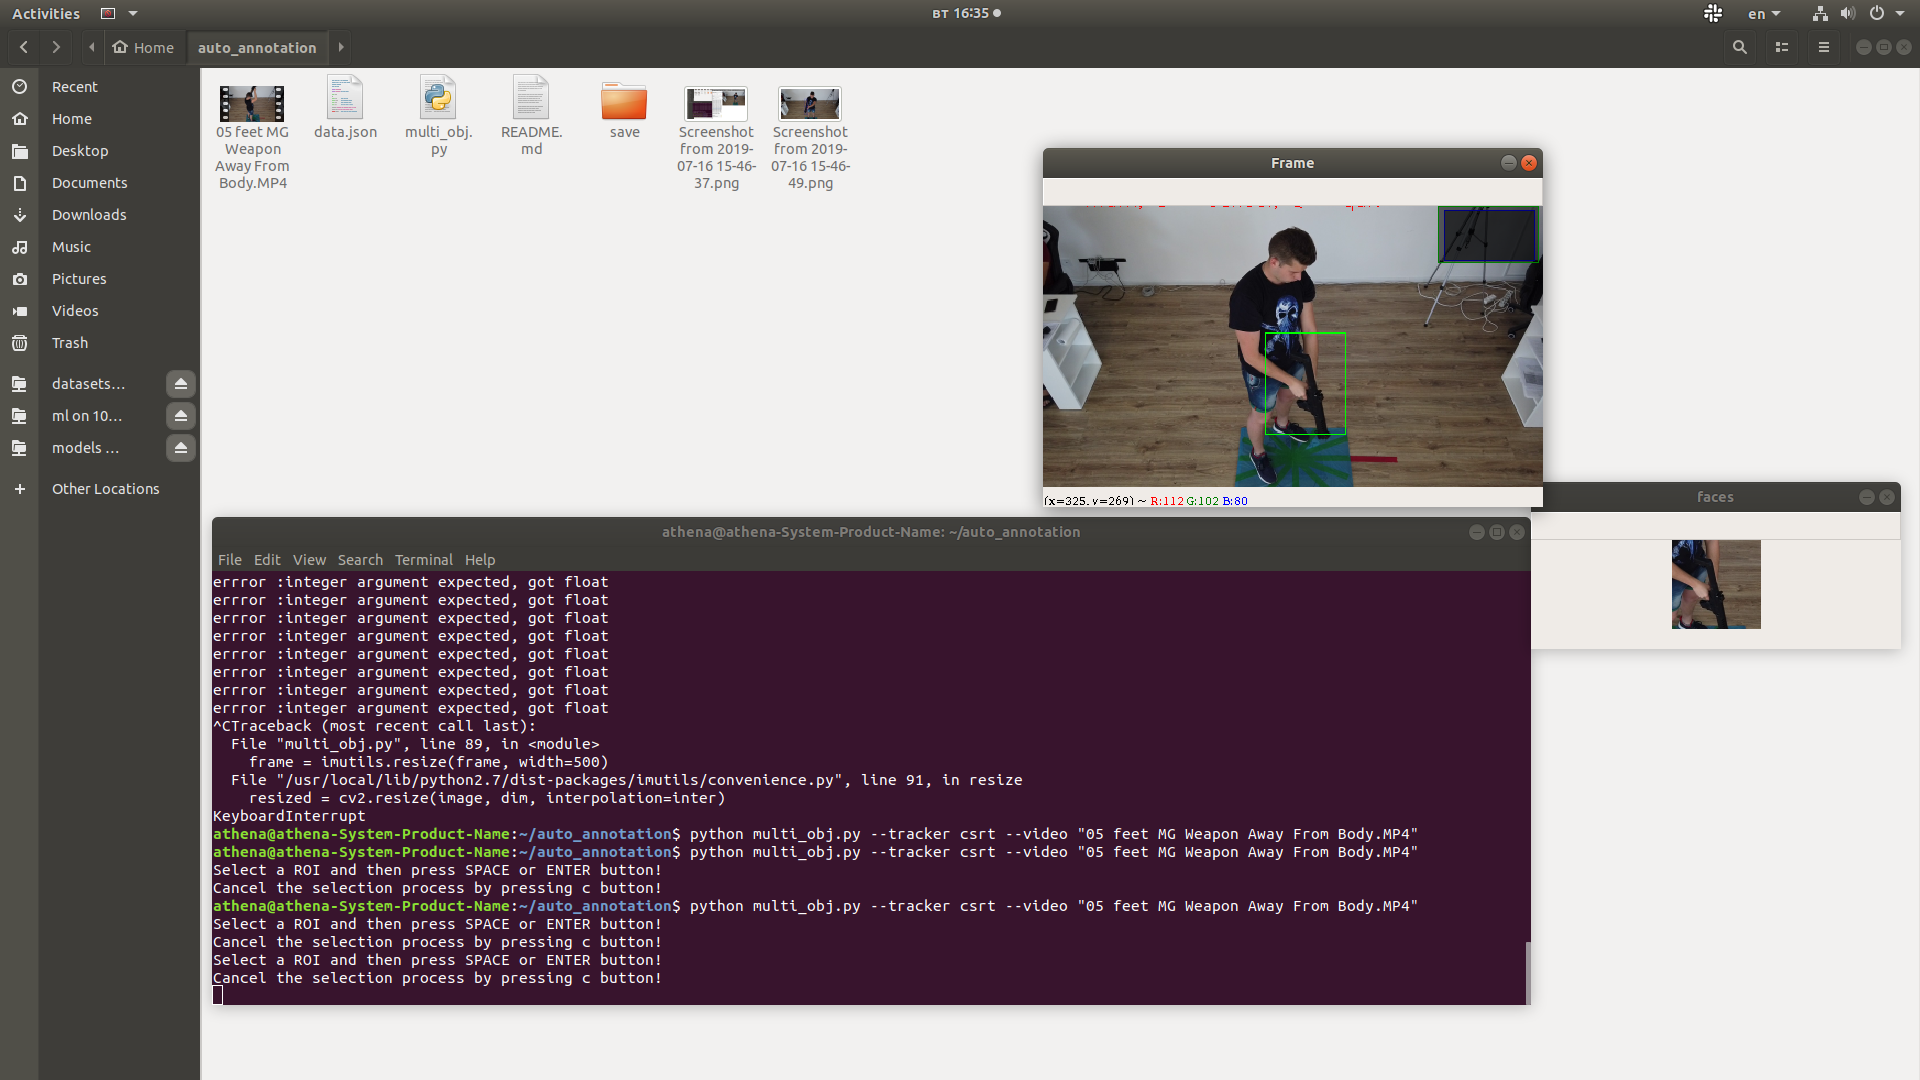 Activities
вт 16:35
en
Home
auto_annotation
Recent
Home
Desktop
Documents
Downloads
Music
Pictures
Videos
Trash
datasets…
ml on 10…
models …
Other Locations
05 feet MG
Weapon
Away From
Body.MP4
data.json
multi_obj.
py
README.
md
save
Screenshot
from 2019-
07-16 15-46-
37.png
Screenshot
from 2019-
07-16 15-46-
49.png
Frame
(x=325, y=269) ~ R:112 G:102 B:80
faces
athena@athena-System-Product-Name: ~/auto_annotation
File Edit View Search Terminal Help
errror :integer argument expected, got float
errror :integer argument expected, got float
errror :integer argument expected, got float
errror :integer argument expected, got float
errror :integer argument expected, got float
errror :integer argument expected, got float
errror :integer argument expected, got float
errror :integer argument expected, got float
^CTraceback (most recent call last):
  File "multi_obj.py", line 89, in <module>
    frame = imutils.resize(frame, width=500)
  File "/usr/local/lib/python2.7/dist-packages/imutils/convenience.py", line 91, in resize
    resized = cv2.resize(image, dim, interpolation=inter)
KeyboardInterrupt
athena@athena-System-Product-Name:~/auto_annotation$ python multi_obj.py --tracker csrt --video "05 feet MG Weapon Away From Body.MP4"
athena@athena-System-Product-Name:~/auto_annotation$ python multi_obj.py --tracker csrt --video "05 feet MG Weapon Away From Body.MP4"
Select a ROI and then press SPACE or ENTER button!
Cancel the selection process by pressing c button!
athena@athena-System-Product-Name:~/auto_annotation$ python multi_obj.py --tracker csrt --video "05 feet MG Weapon Away From Body.MP4"
Select a ROI and then press SPACE or ENTER button!
Cancel the selection process by pressing c button!
Select a ROI and then press SPACE or ENTER button!
Cancel the selection process by pressing c button!